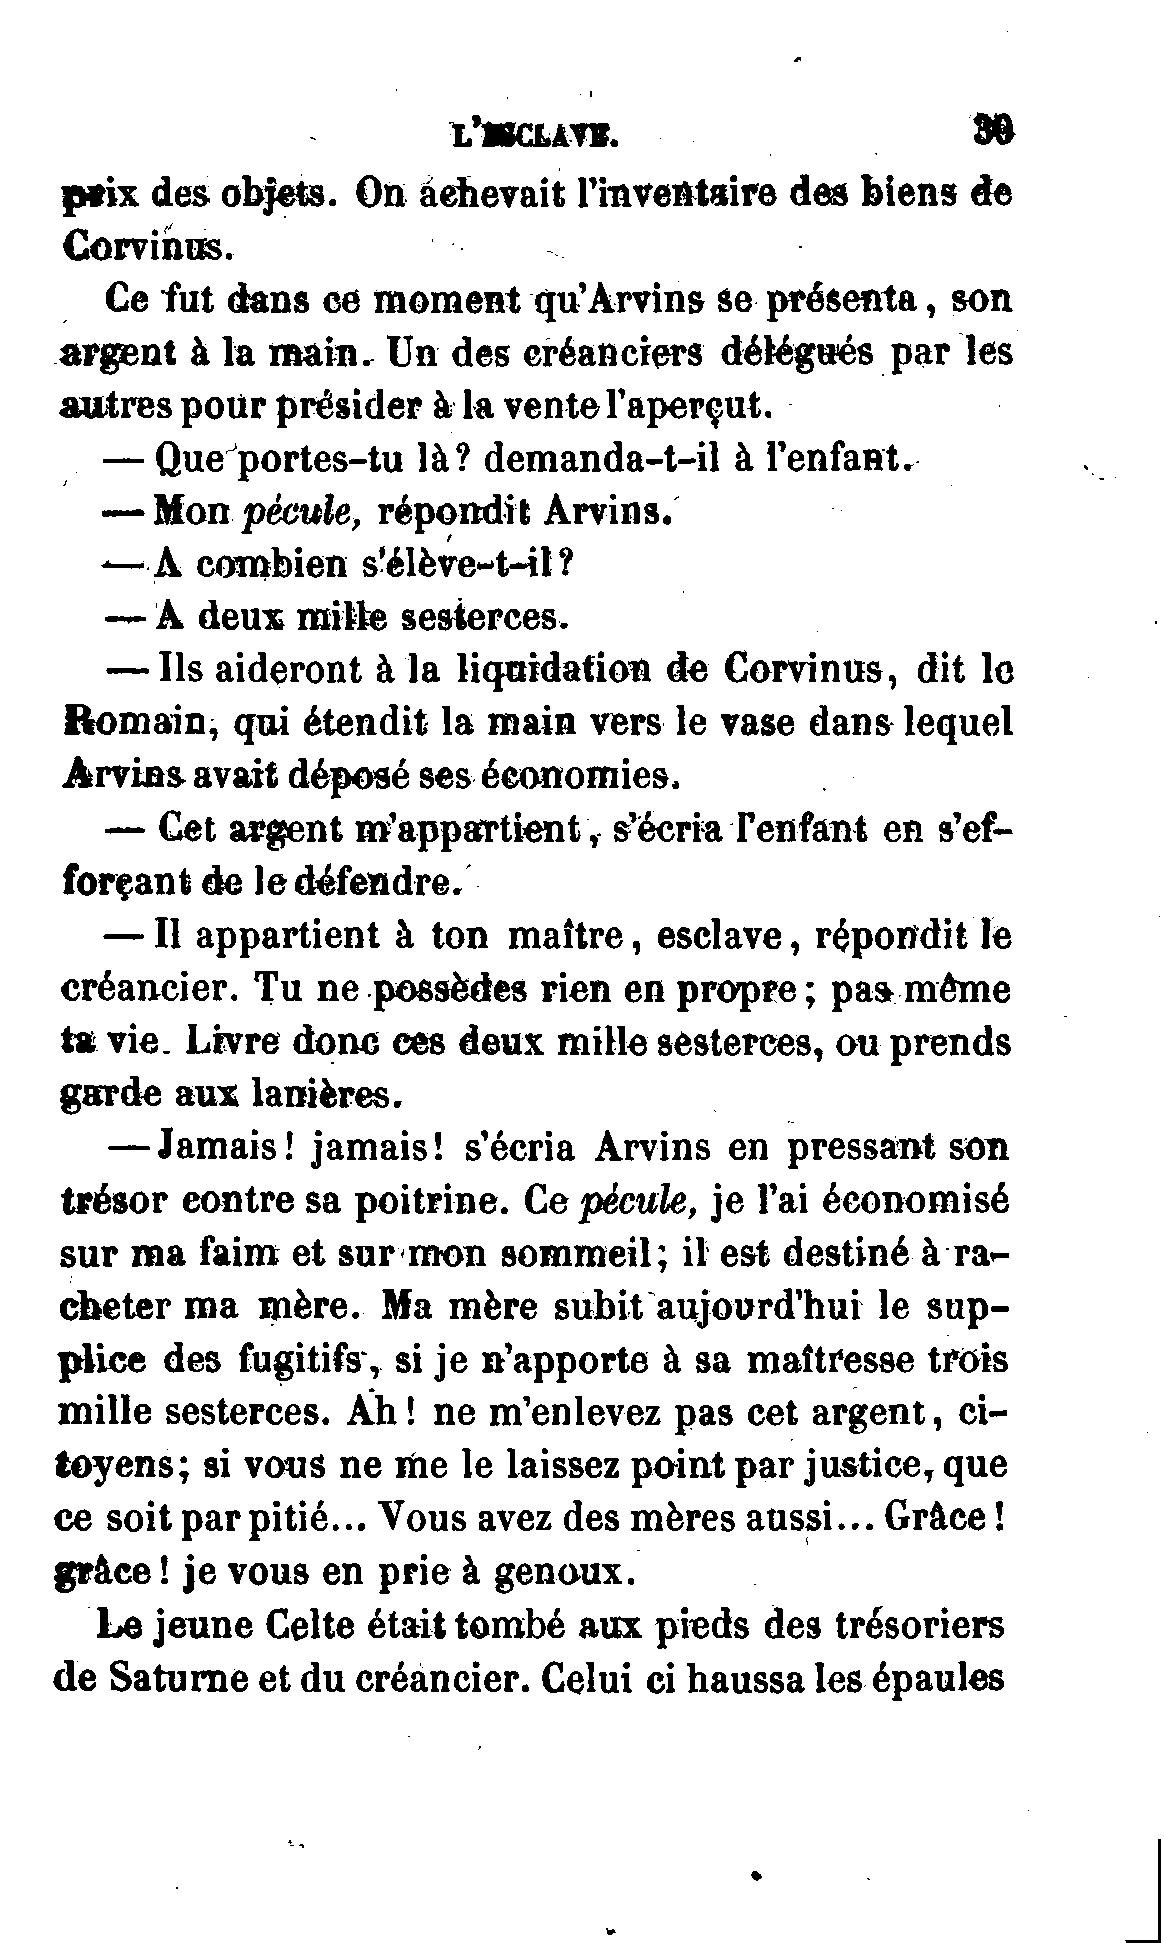 L'ESCLAVE. 39
prix des objets. On achevait l'inventaire des biens de
Corvinus.
Ce fut dans ce moment qu'Arvins se présenta, son
argent à la main. Un des créanciers délégués par les
autres pour présider à la vente l'aperçut.
— Que portes-tu là? demanda-t-il à l'enfant.
— Mon pécule, répondit Arvins.
— A combien s'élève-t-il?
— A deux mille sesterces.
— Ils aideront à la liquidation de Corvinus, dit le
Romain, qui étendit la main vers le vase dans lequel
Arvins avait déposé ses économies.
— Cet argent m'appartient, s'écria l'enfant en s'ef-
forçant de le défendre.
— Il appartient à ton maître, esclave, répondit le
créancier. Tu ne possèdes rien en propre; pas même
ta vie. Livre donc ces deux mille sesterces, ou prends
garde aux lanières.
— Jamais! jamais! s'écria Arvins en pressant son
trésor contre sa poitrine. Ce pécule, je l'ai économisé
sur ma faim et sur mon sommeil; il est destiné à ra-
cheter ma mère. Ma mère subit aujourd'hui le sup-
plice des fugitifs, si je n'apporte à sa maîtresse trois
mille sesterces. Ah! ne m'enlevez pas cet argent, ci-
toyens; si vous ne me le laissez point par justice, que
ce soit par pitié... Vous avez des mères aussi... Grâce!
grâce! je vous en prie à genoux.
Le jeune Celte était tombé aux pieds des trésoriers
de Saturne et du créancier. Celui ci haussa les épaules